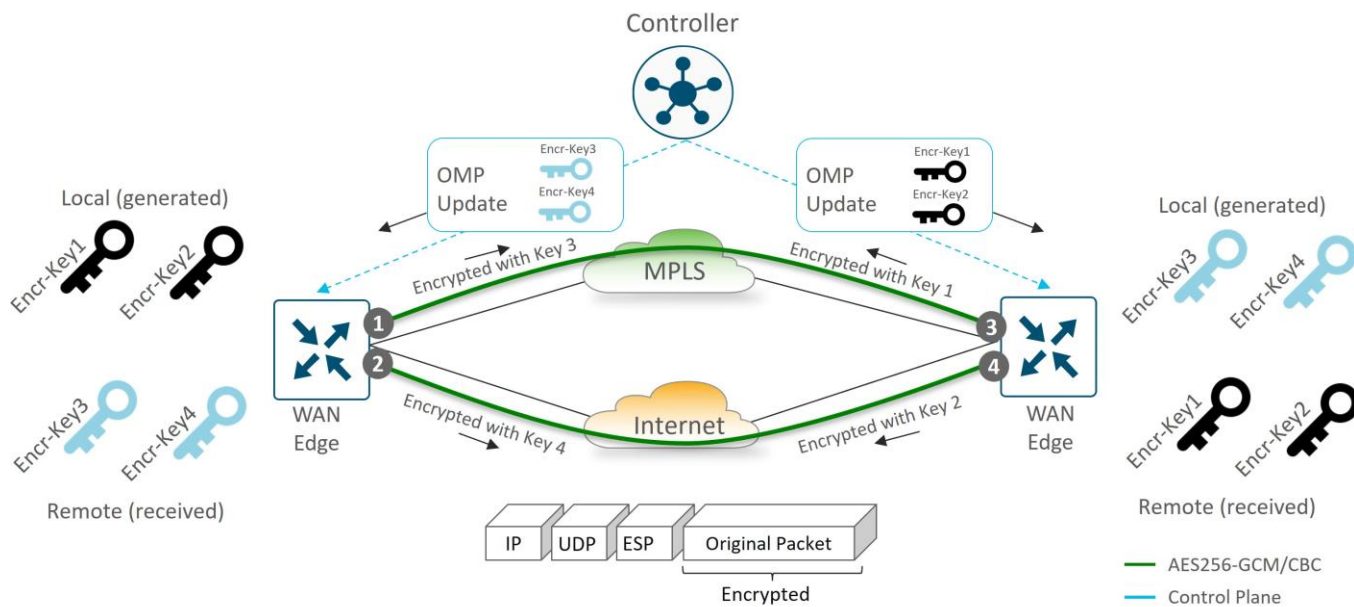 Controller
OMP
Update
Encr-Key3
Encr-Key4
OMP
Update
Encr-Key1
Encr-Key2
Local (generated)
Encr-Key1
Encr-Key2
Local (generated)
Encr-Key3
Encr-Key4
Encrypted with Key 3
MPLS
Encrypted with Key 1
1
2
3
4
WAN
Edge
WAN
Edge
Encr-Key3
Encr-Key4
Remote (received)
Encr-Key1
Encr-Key2
Remote (received)
Encrypted with Key 4
Internet
Encrypted with Key 2
IP
UDP
ESP
Original Packet
Encrypted
AES256-GCM/CBC
Control Plane